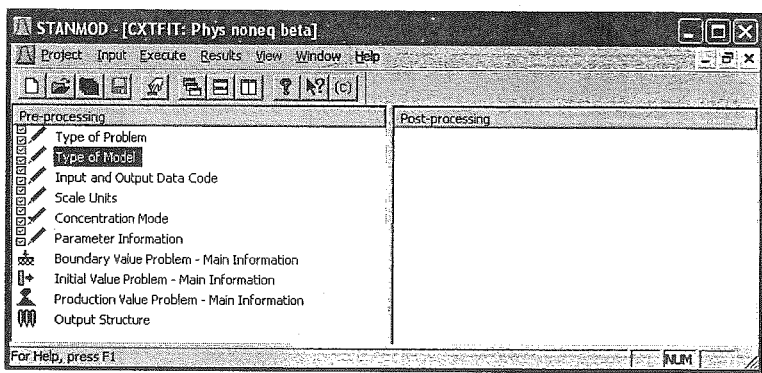 STANMOD - [CXTFIT: Phys noneq beta]
Project Input Execute Results View Window Help
(C)
Pre-processing
Type of Problem
Type of Model
Input and Output Data Code
Scale Units
Concentration Mode
Parameter Information
Boundary Value Problem - Main Information
Initial Value Problem - Main Information
Production Value Problem - Main Information
Output Structure
Post-processing
For Help, press F1
NUM